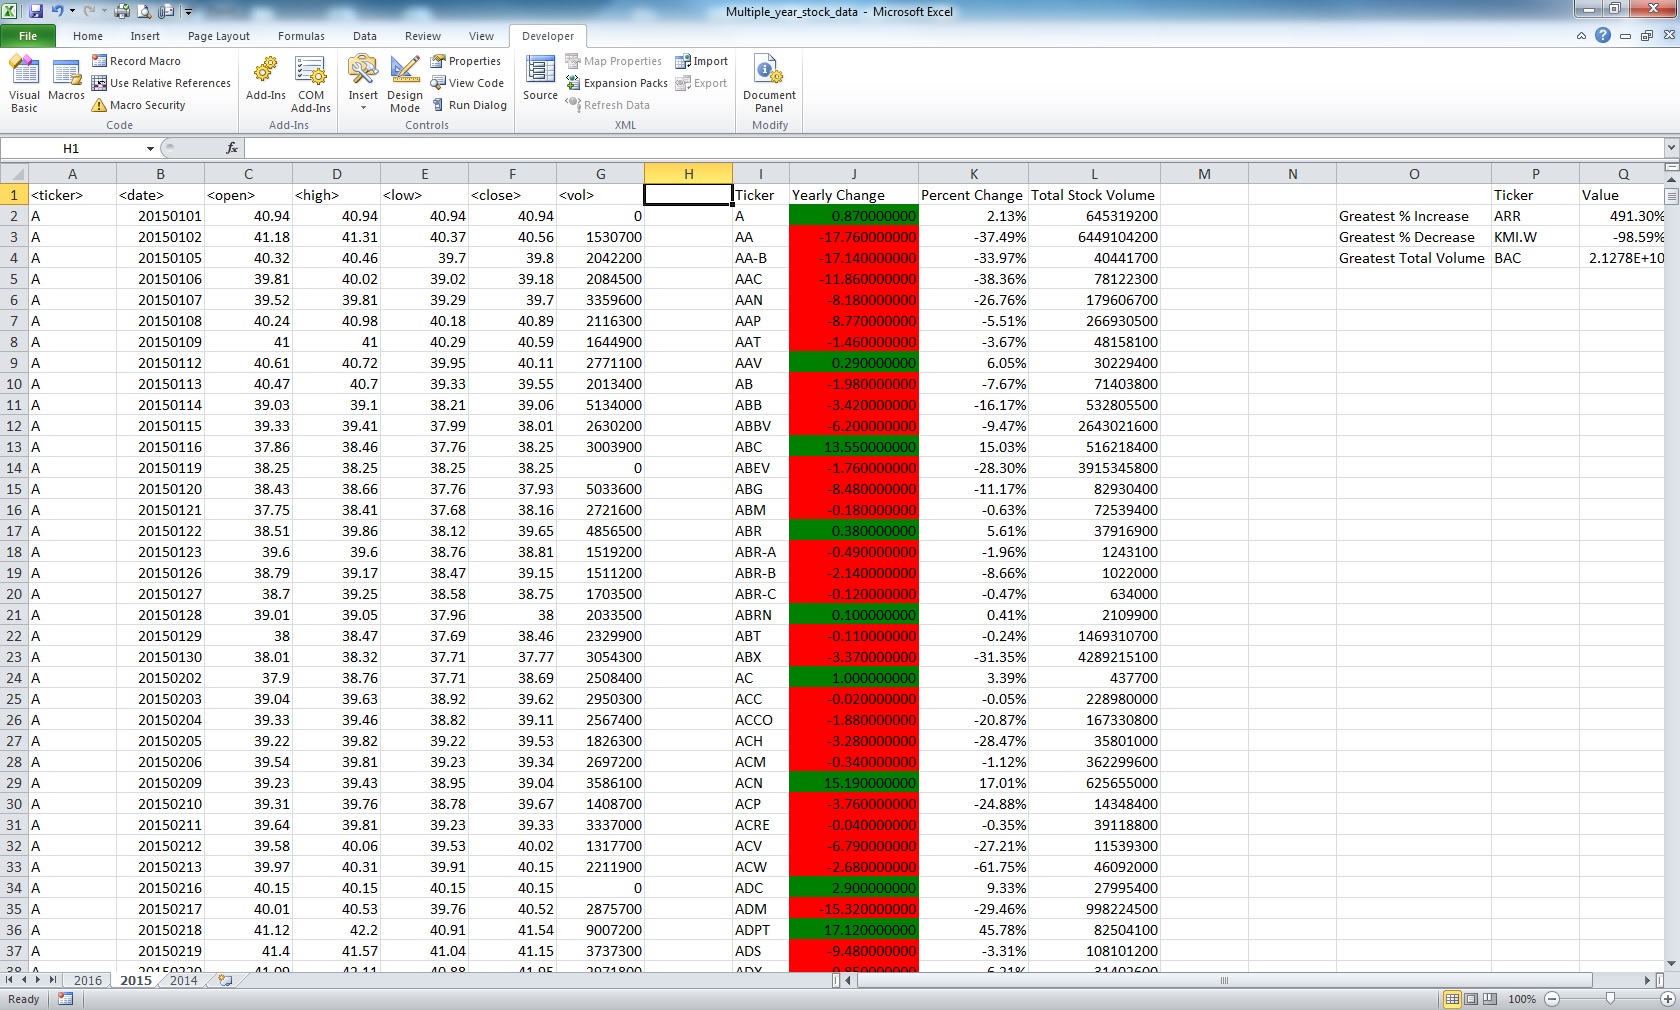 Multiple_year_stock_data - Microsoft Excel
File Home Insert Page Layout Formulas Data Review View Developer
Visual Basic
Macros
Record Macro
Use Relative References
Macro Security
Code
Add-Ins
COM Add-Ins
Add-Ins
Insert
Design Mode
Properties
View Code
Run Dialog
Controls
Source
Map Properties
Expansion Packs
Refresh Data
Import
Export
XML
Document Panel
Modify
H1 fx
A B C D E F G H I J K L M N O P Q
1 <ticker> <date> <open> <high> <low> <close> <vol> Ticker Yearly Change Percent Change Total Stock Volume Ticker Value
2 A 20150101 40.94 40.94 40.94 40.94 0 A 0.870000000 2.13% 645319200 Greatest % Increase ARR 491.30%
3 A 20150102 41.18 41.31 40.37 40.56 1530700 AA -17.760000000 -37.49% 6449104200 Greatest % Decrease KMI.W -98.59%
4 A 20150105 40.32 40.46 39.7 39.8 2042200 AA-B -17.140000000 -33.97% 40441700 Greatest Total Volume BAC 2.1278E+10
5 A 20150106 39.81 40.02 39.02 39.18 2084500 AAC -11.860000000 -38.36% 78122300
6 A 20150107 39.52 39.81 39.29 39.7 3359600 AAN -8.180000000 -26.76% 179606700
7 A 20150108 40.24 40.98 40.18 40.89 2116300 AAP -8.770000000 -5.51% 266930500
8 A 20150109 41 41 40.29 40.59 1644900 AAT -1.460000000 -3.67% 48158100
9 A 20150112 40.61 40.72 39.95 40.11 2771100 AAV 0.290000000 6.05% 30229400
10 A 20150113 40.47 40.7 39.33 39.55 2013400 AB -1.980000000 -7.67% 71403800
11 A 20150114 39.03 39.1 38.21 39.06 5134000 ABB -3.420000000 -16.17% 532805500
12 A 20150115 39.33 39.41 37.99 38.01 2630200 ABBV -6.200000000 -9.47% 2643021600
13 A 20150116 37.86 38.46 37.76 38.25 3003900 ABC 13.550000000 15.03% 516218400
14 A 20150119 38.25 38.25 38.25 38.25 0 ABEV -1.760000000 -28.30% 3915345800
15 A 20150120 38.43 38.66 37.76 37.93 5033600 ABG -8.480000000 -11.17% 82930400
16 A 20150121 37.75 38.41 37.68 38.16 2721600 ABM -0.180000000 -0.63% 72539400
17 A 20150122 38.51 39.86 38.12 39.65 4856500 ABR 0.380000000 5.61% 37916900
18 A 20150123 39.6 39.6 38.76 38.81 1519200 ABR-A -0.490000000 -1.96% 1243100
19 A 20150126 38.79 39.17 38.47 39.15 1511200 ABR-B -2.140000000 -8.66% 1022000
20 A 20150127 38.7 39.25 38.58 38.75 1703500 ABR-C -0.120000000 -0.47% 634000
21 A 20150128 39.01 39.05 37.96 38 2033500 ABRN 0.100000000 0.41% 2109900
22 A 20150129 38 38.47 37.69 38.46 2329900 ABT -0.110000000 -0.24% 1469310700
23 A 20150130 38.01 38.32 37.71 37.77 3054300 ABX -3.370000000 -31.35% 4289215100
24 A 20150202 37.9 38.76 37.71 38.69 2508400 AC 1.000000000 3.39% 437700
25 A 20150203 39.04 39.63 38.92 39.62 2950300 ACC -0.020000000 -0.05% 228980000
26 A 20150204 39.33 39.46 38.82 39.11 2567400 ACCO -1.880000000 -20.87% 167330800
27 A 20150205 39.22 39.82 39.22 39.53 1826300 ACH -3.280000000 -28.47% 35801000
28 A 20150206 39.54 39.81 39.23 39.34 2697200 ACM -0.340000000 -1.12% 362299600
29 A 20150209 39.23 39.43 38.95 39.04 3586100 ACN 15.190000000 17.01% 625655000
30 A 20150210 39.31 39.76 38.78 39.67 1408700 ACP -3.760000000 -24.88% 14348400
31 A 20150211 39.64 39.81 39.23 39.33 3337000 ACRE -0.040000000 -0.35% 39118800
32 A 20150212 39.58 40.06 39.53 40.02 1317700 ACV -6.790000000 -27.21% 11539300
33 A 20150213 39.97 40.31 39.91 40.15 2211900 ACW -2.680000000 -61.75% 46092000
34 A 20150216 40.15 40.15 40.15 40.15 0 ADC 2.900000000 9.33% 27995400
35 A 20150217 40.01 40.53 39.76 40.52 2875700 ADM -15.320000000 -29.46% 998224500
36 A 20150218 41.12 42.2 40.91 41.54 9007200 ADPT 17.120000000 45.78% 82504100
37 A 20150219 41.4 41.57 41.04 41.15 3737300 ADS -9.480000000 -3.31% 108101200
2016 2015 2014
Ready 100%